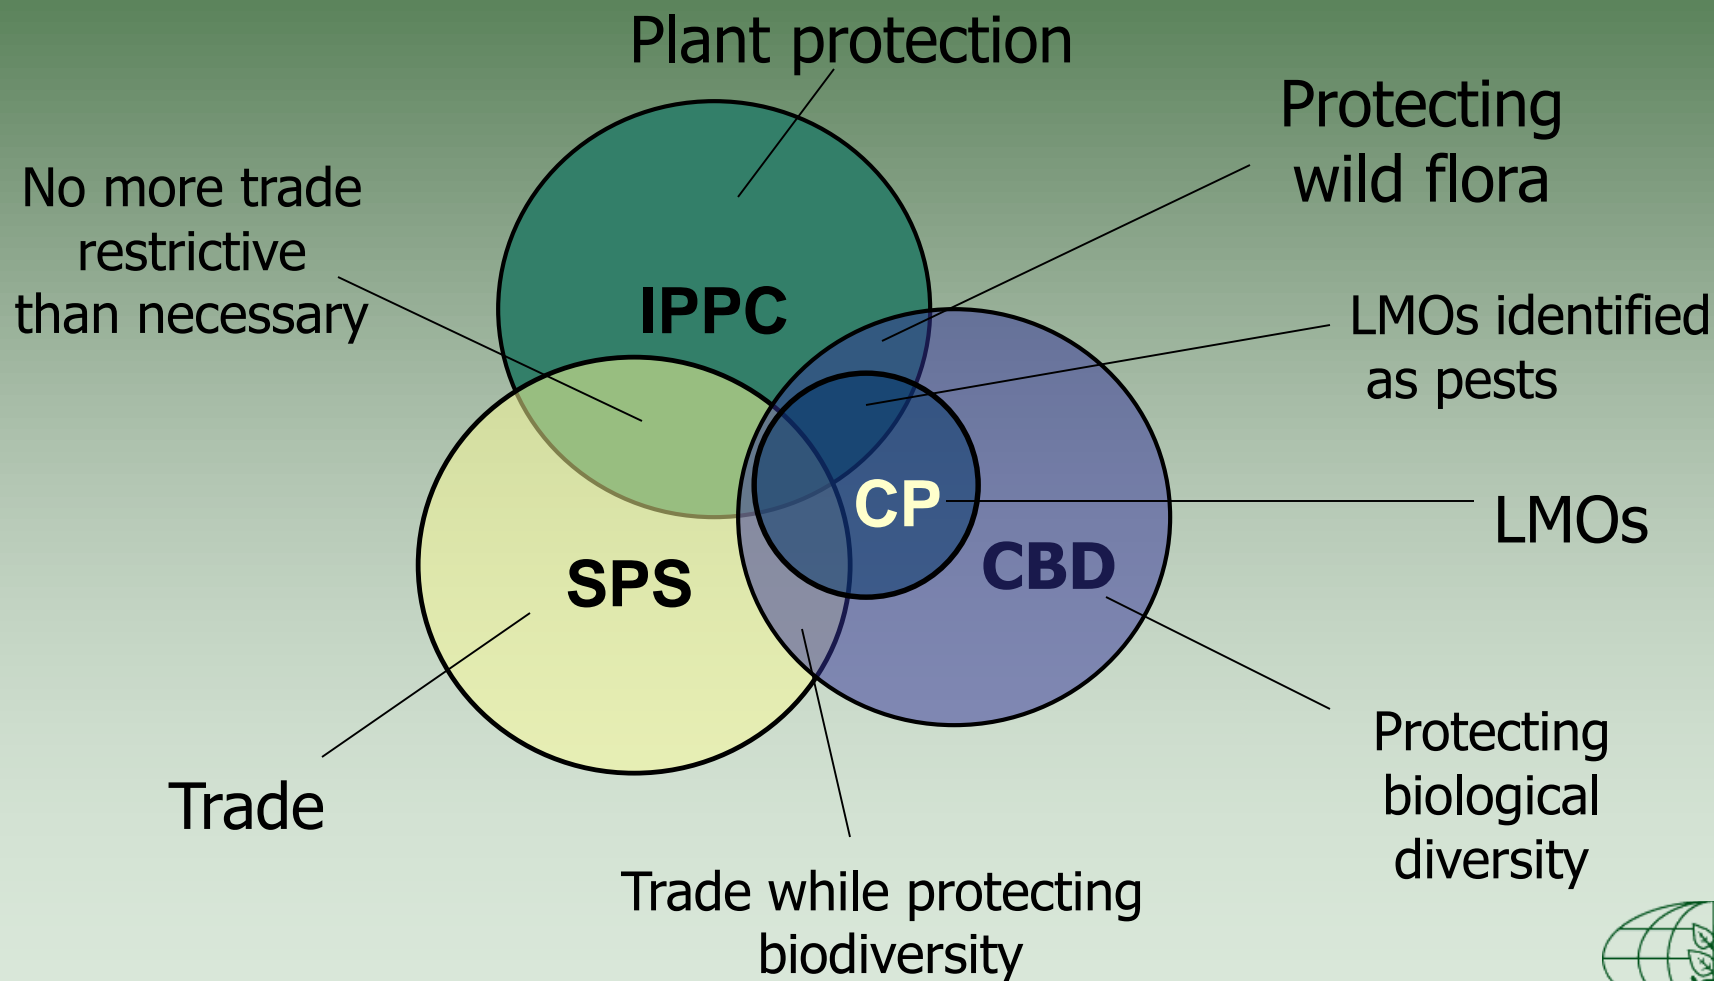 Plant protection
Protecting
wild flora
No more trade
restrictive
than necessary
IPPC
LMOs identified
as pests
CP
LMOs
CBD
SPS
Protecting
biological
diversity
Trade
Trade while protecting
biodiversity